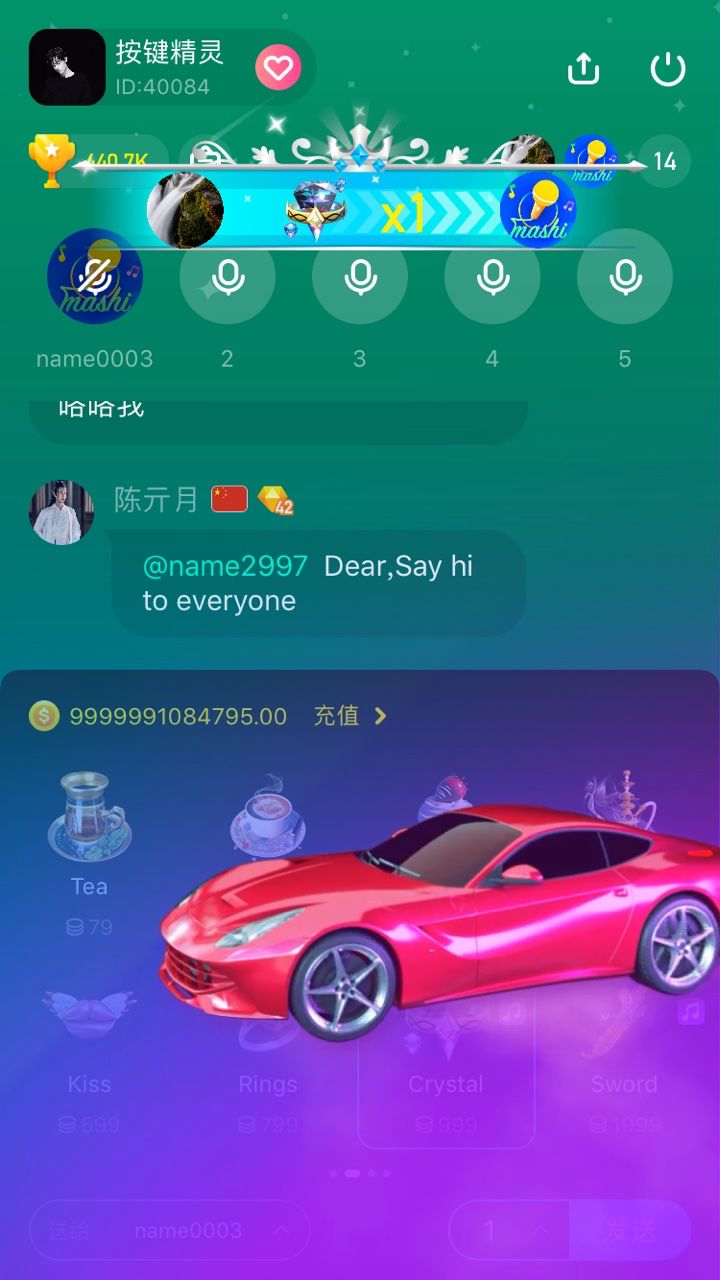 按键精灵
ID:40084
440.7K
14
x1
mashi
mashi
mashi
name0003
2
3
4
5
哈哈我
陈亓月
42
@name2997 Dear,Say hi
to everyone
9999991084795.00 充值
Tea
79
Kiss
Rings
Crystal
Sword
599
799
999
1999
送给 name0003
1
发送